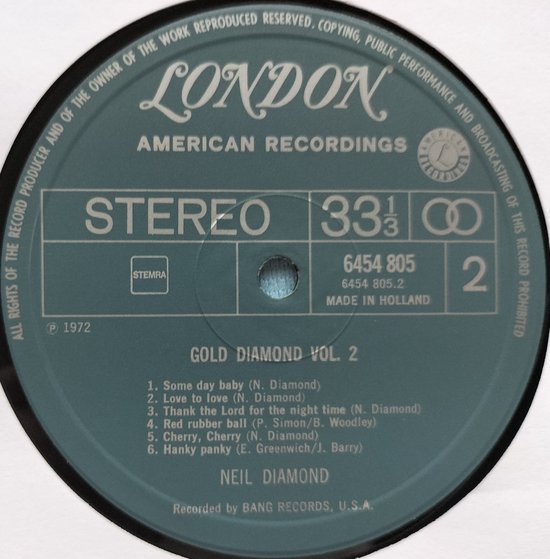 ALL RIGHTS OF THE RECORD PRODUCER AND OF THE OWNER OF THE WORK REPRODUCED RESERVED, COPYING, PUBLIC PERFORMANCE AND BROADCASTING OF THIS RECORD PROHIBITED
LONDON
AMERICAN RECORDINGS
AMERICAN
L
RECORDINGS
STEREO
33 1/3
STEMRA
6454 805
6454 805.2
MADE IN HOLLAND
2
℗ 1972
GOLD DIAMOND VOL. 2
1. Some day baby (N. Diamond)
2. Love to love (N. Diamond)
3. Thank the Lord for the night time (N. Diamond)
4. Red rubber ball (P. Simon/B. Woodley)
5. Cherry, Cherry (N. Diamond)
6. Hanky panky (E. Greenwich/J. Barry)
NEIL DIAMOND
Recorded by BANG RECORDS, U.S.A.